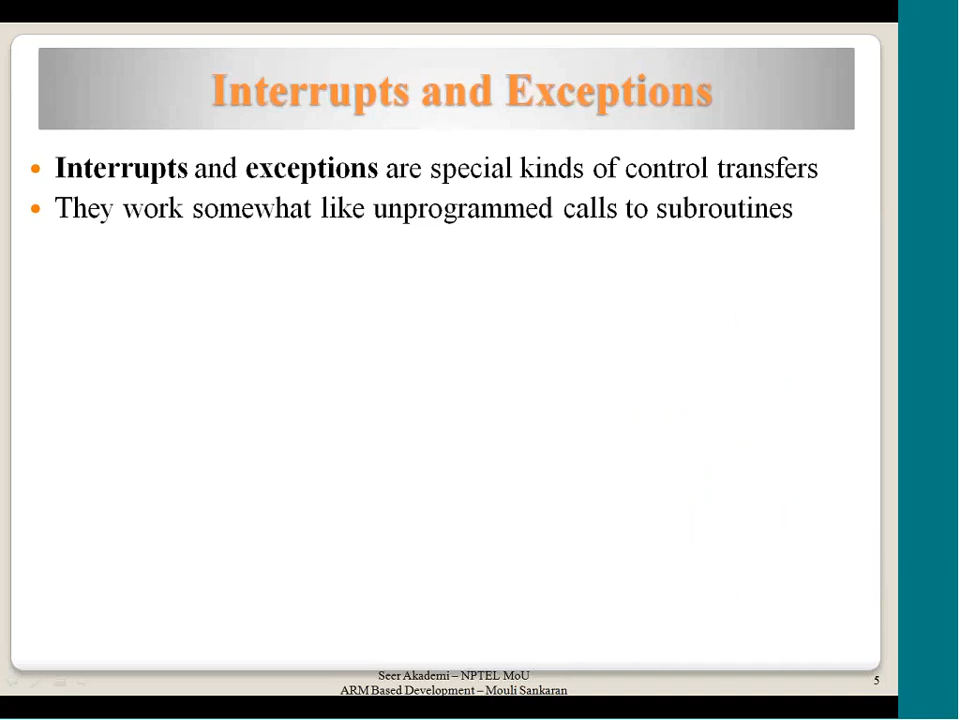 Interrupts and Exceptions
Interrupts and exceptions are special kinds of control transfers
They work somewhat like unprogrammed calls to subroutines
Seer Akademi – NPTEL MoU
ARM Based Development – Mouli Sankaran
5